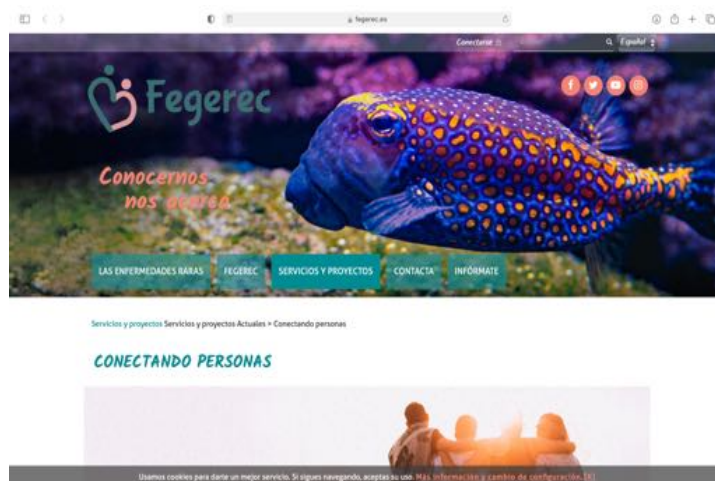 fegerec.es
Conectarse
Español
Fegerec
Conocernos
nos acerca
LAS ENFERMEDADES RARAS FEGEREC SERVICIOS Y PROYECTOS CONTACTA INFÓRMATE
Servicios y proyectos Servicios y proyectos Actuales > Conectando personas
CONECTANDO PERSONAS
Usamos cookies para darte un mejor servicio. Si sigues navegando, aceptas su uso. Más información y cambio de configuración. [X]